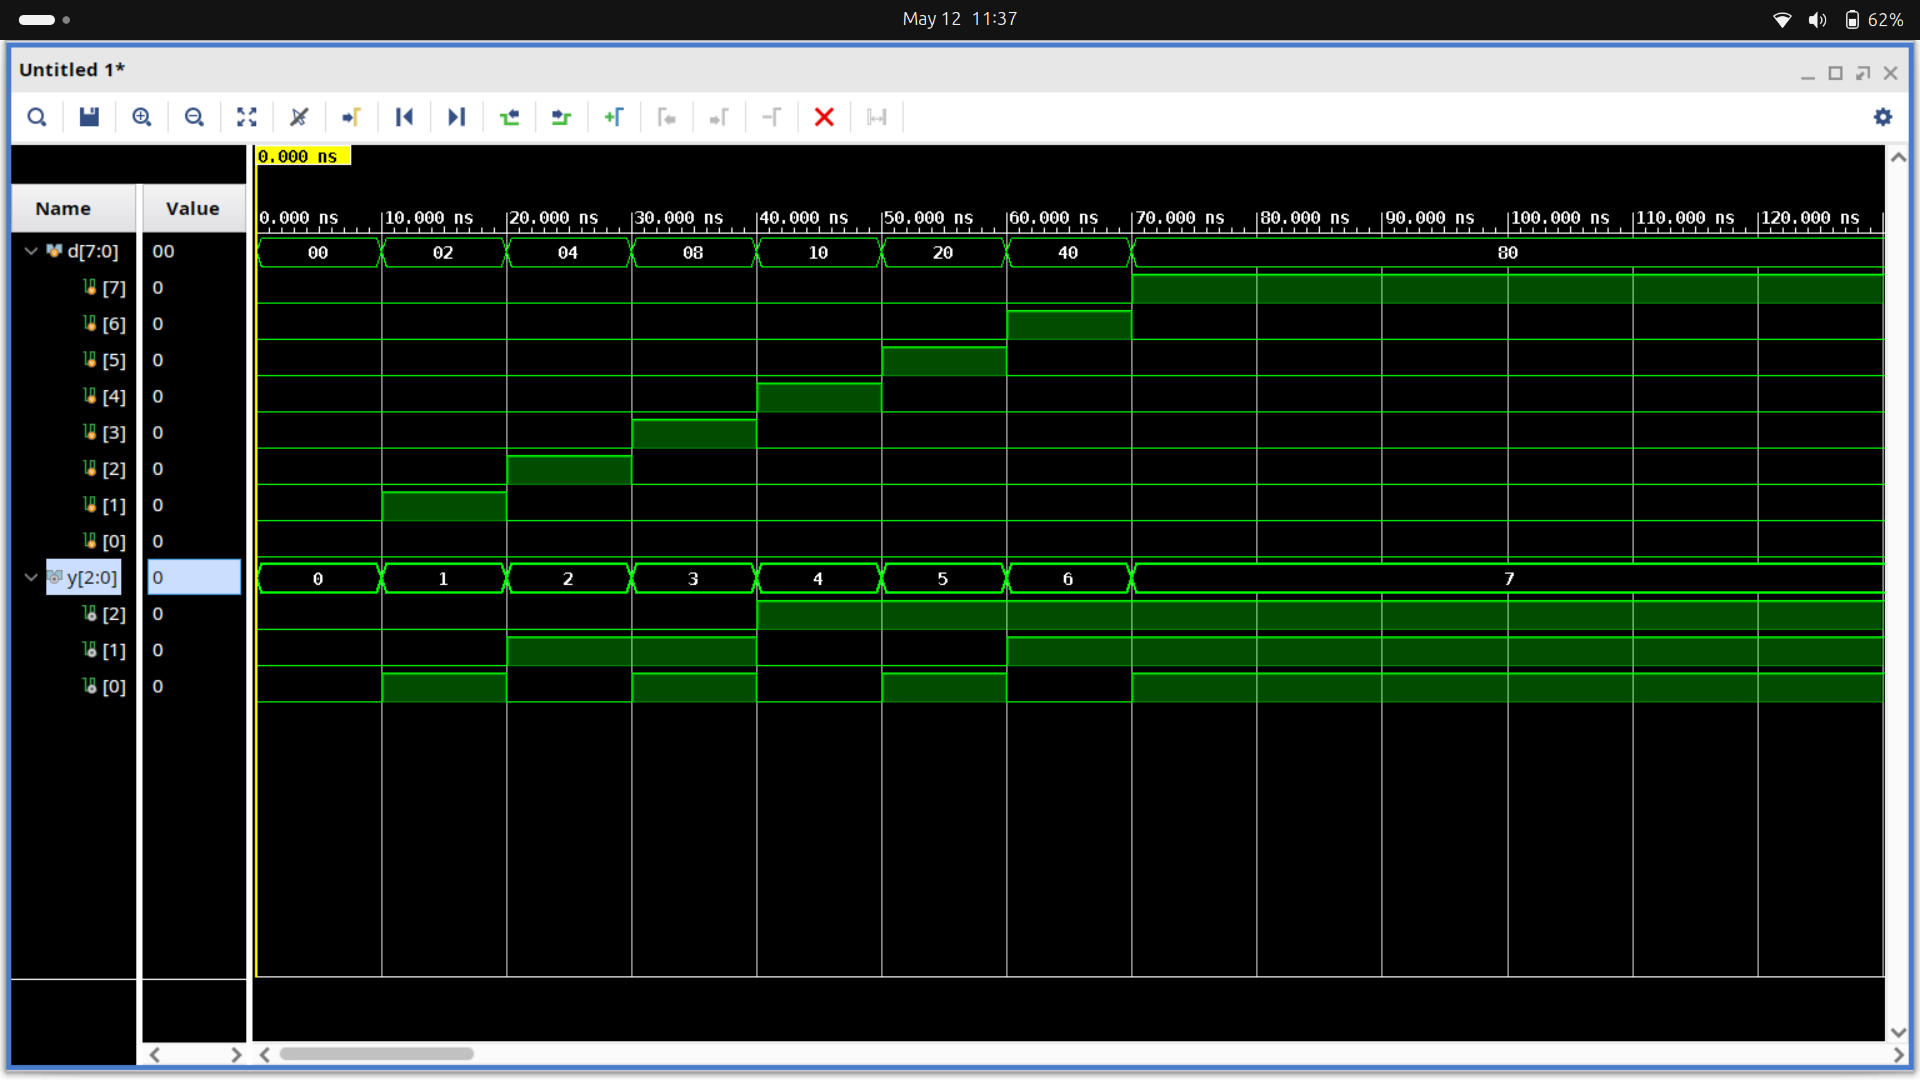 May 12 11:37
62%
Untitled 1*
0.000 ns
Name Value
0.000 ns 10.000 ns 20.000 ns 30.000 ns 40.000 ns 50.000 ns 60.000 ns 70.000 ns 80.000 ns 90.000 ns 100.000 ns 110.000 ns 120.000 ns
d[7:0] 00 00 02 04 08 10 20 40 80
[7] 0
[6] 0
[5] 0
[4] 0
[3] 0
[2] 0
[1] 0
[0] 0
y[2:0] 0 0 1 2 3 4 5 6 7
[2] 0
[1] 0
[0] 0